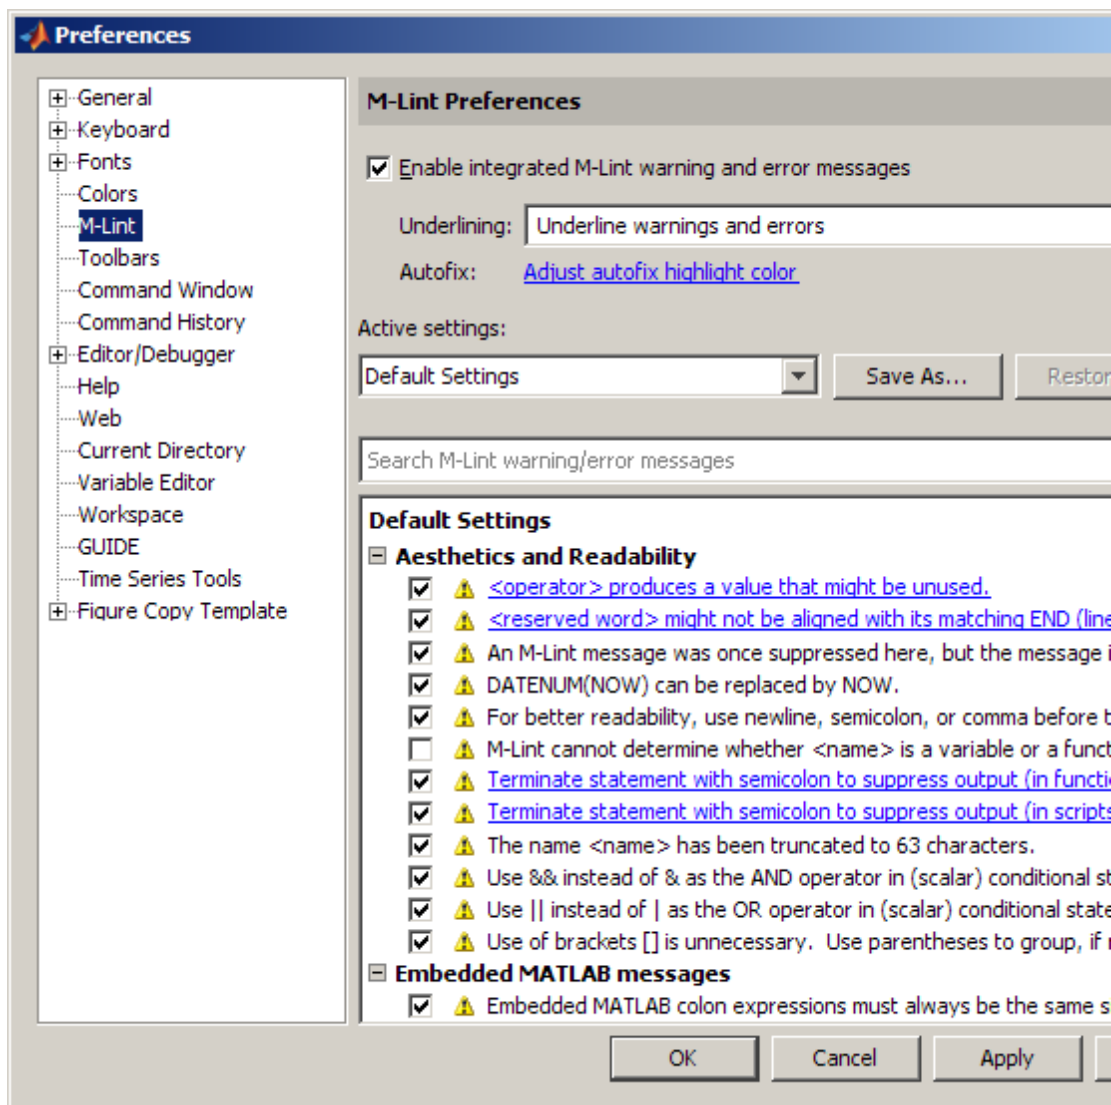 Preferences
General
Keyboard
Fonts
Colors
M-Lint
Toolbars
Command Window
Command History
Editor/Debugger
Help
Web
Current Directory
Variable Editor
Workspace
GUIDE
Time Series Tools
Figure Copy Template
M-Lint Preferences
Enable integrated M-Lint warning and error messages
Underlining: Underline warnings and errors
Autofix: Adjust autofix highlight color
Active settings:
Default Settings Save As... Restor
Search M-Lint warning/error messages
Default Settings
Aesthetics and Readability
<operator> produces a value that might be unused.
<reserved word> might not be aligned with its matching END (line
An M-Lint message was once suppressed here, but the message i
DATENUM(NOW) can be replaced by NOW.
For better readability, use newline, semicolon, or comma before t
M-Lint cannot determine whether <name> is a variable or a funct
Terminate statement with semicolon to suppress output (in functi
Terminate statement with semicolon to suppress output (in scripts
The name <name> has been truncated to 63 characters.
Use && instead of & as the AND operator in (scalar) conditional st
Use || instead of | as the OR operator in (scalar) conditional state
Use of brackets [] is unnecessary. Use parentheses to group, if
Embedded MATLAB messages
Embedded MATLAB colon expressions must always be the same s
OK Cancel Apply